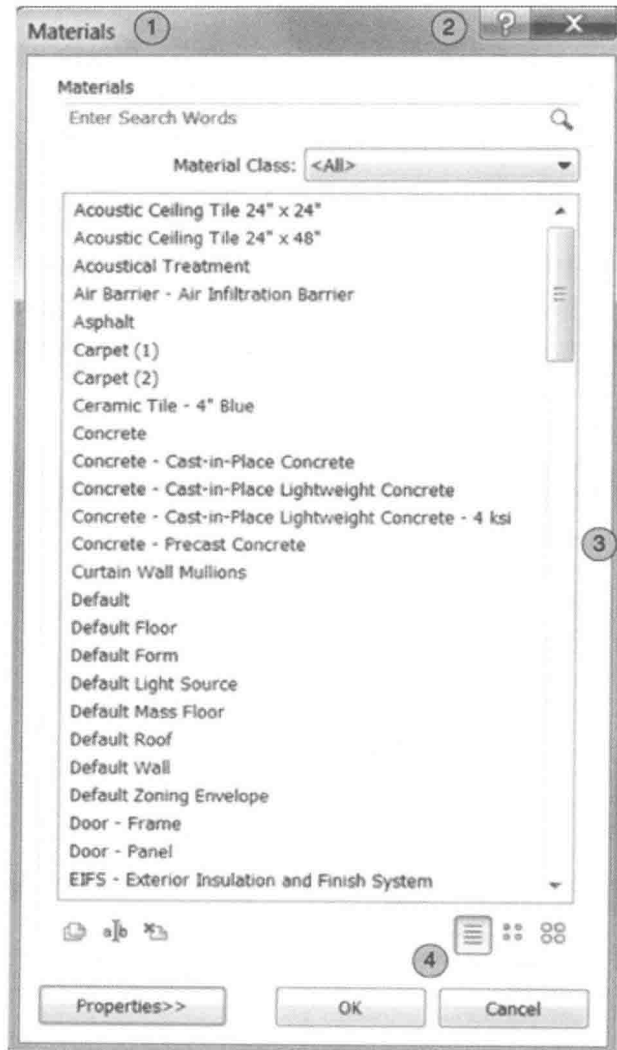 Materials 1 2 ?
Materials
Enter Search Words
Material Class: <All>
Acoustic Ceiling Tile 24" x 24"
Acoustic Ceiling Tile 24" x 48"
Acoustical Treatment
Air Barrier - Air Infiltration Barrier
Asphalt
Carpet (1)
Carpet (2)
Ceramic Tile - 4" Blue
Concrete
Concrete - Cast-in-Place Concrete
Concrete - Cast-in-Place Lightweight Concrete
Concrete - Cast-in-Place Lightweight Concrete - 4 ksi
Concrete - Precast Concrete
3
Curtain Wall Mullions
Default
Default Floor
Default Form
Default Light Source
Default Mass Floor
Default Roof
Default Wall
Default Zoning Envelope
Door - Frame
Door - Panel
EIFS - Exterior Insulation and Finish System
a b
4
Properties>> OK Cancel